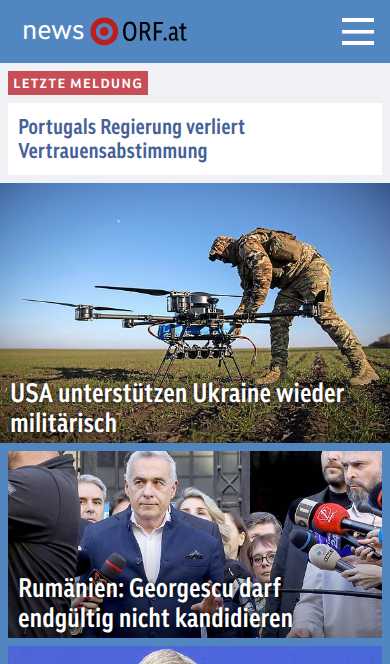 news ORF.at
LETZTE MELDUNG
Portugals Regierung verliert
Vertrauensabstimmung
USA unterstützen Ukraine wieder
militärisch
Rumänien: Georgescu darf
endgültig nicht kandidieren